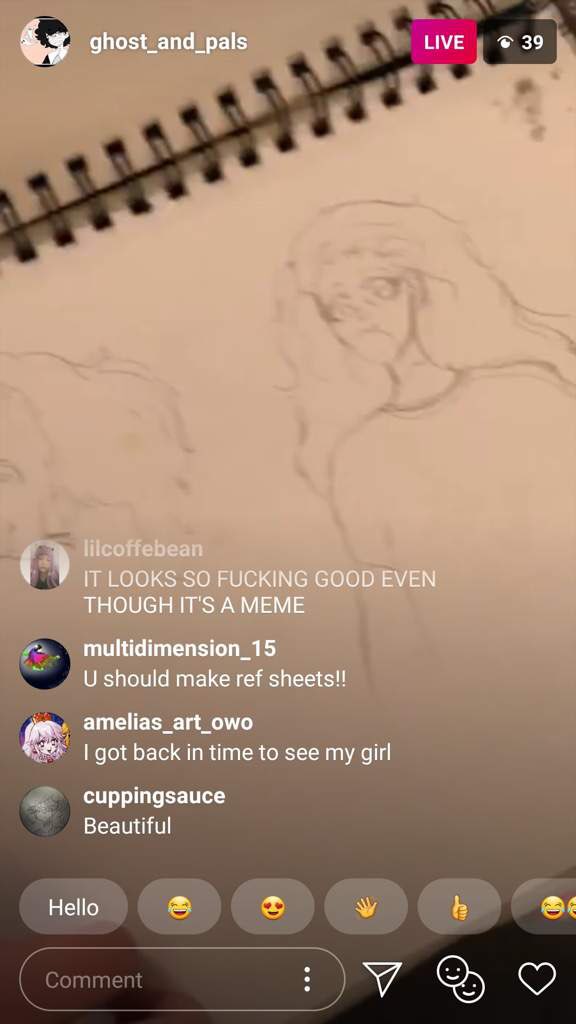 ghost_and_pals
LIVE
39
lilcoffebean
IT LOOKS SO FUCKING GOOD EVEN
THOUGH IT'S A MEME
multidimension_15
U should make ref sheets!!
amelias_art_owo
I got back in time to see my girl
cuppingsauce
Beautiful
Hello
Comment